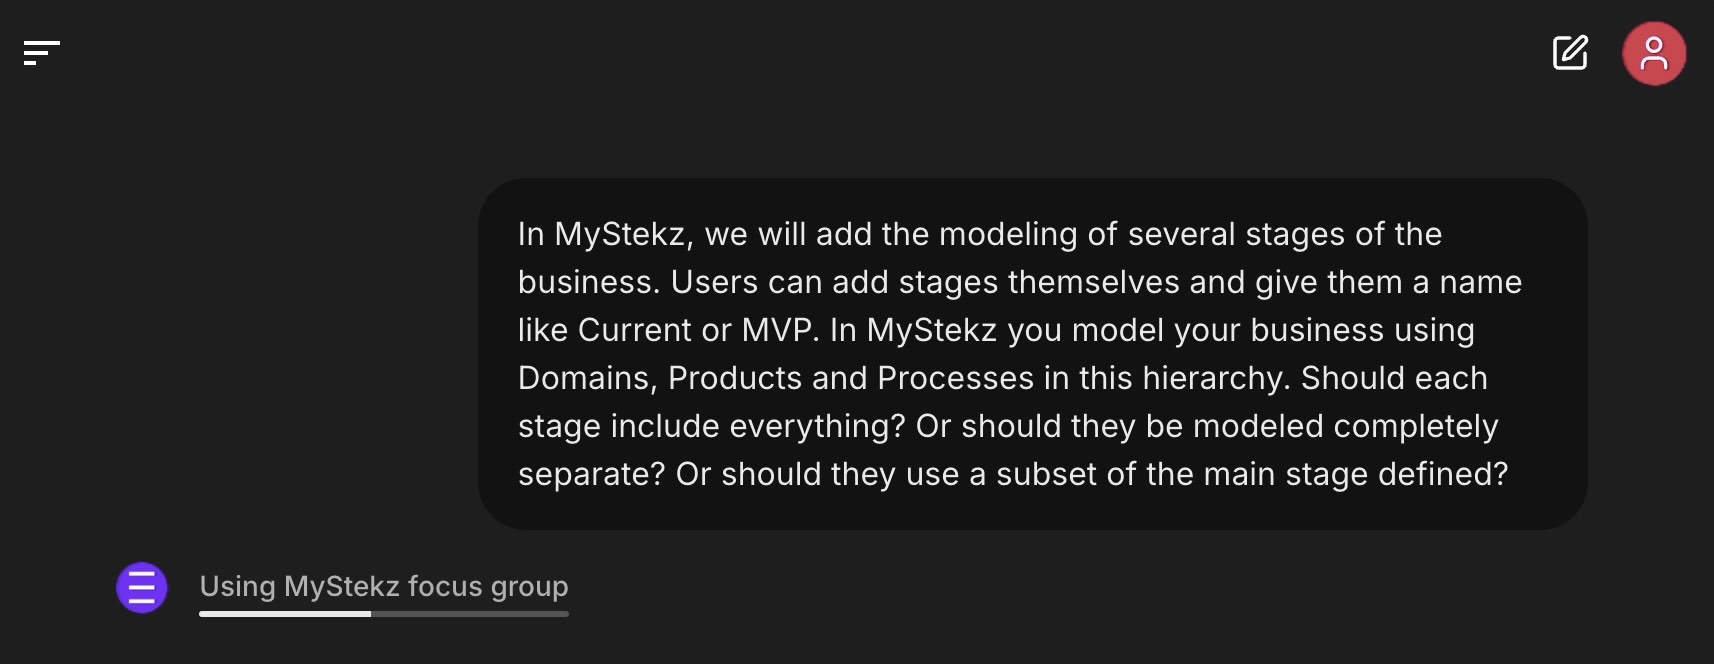 In MyStekz, we will add the modeling of several stages of the
business. Users can add stages themselves and give them a name
like Current or MVP. In MyStekz you model your business using
Domains, Products and Processes in this hierarchy. Should each
stage include everything? Or should they be modeled completely
separate? Or should they use a subset of the main stage defined?
Using MyStekz focus group